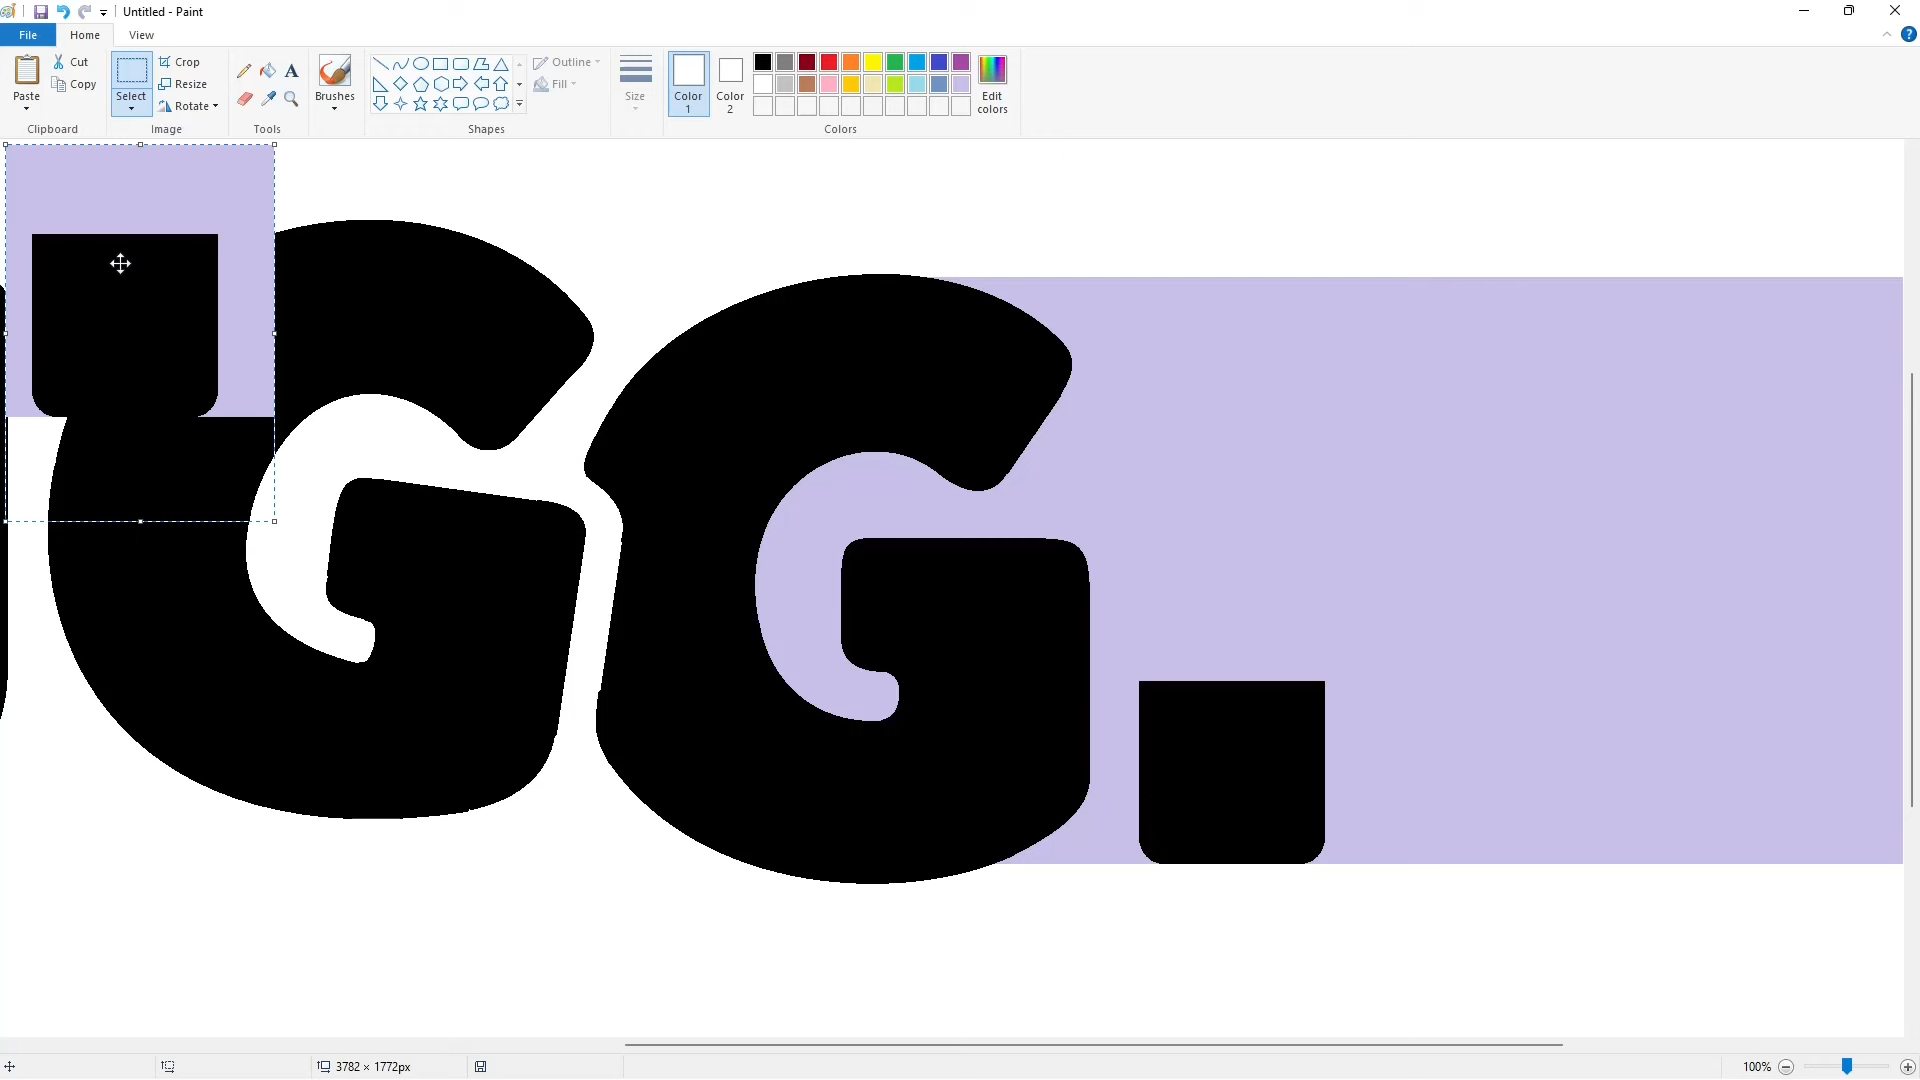 Untitled - Paint
File Home View
Paste
Cut
Copy
Clipboard
Select
Crop
Resize
Rotate
Image
A
Tools
Brushes
Shapes
Outline
Fill
Size
Color 1
Color 2
Edit colors
Colors
?
GG.
3782 × 1772px
100%